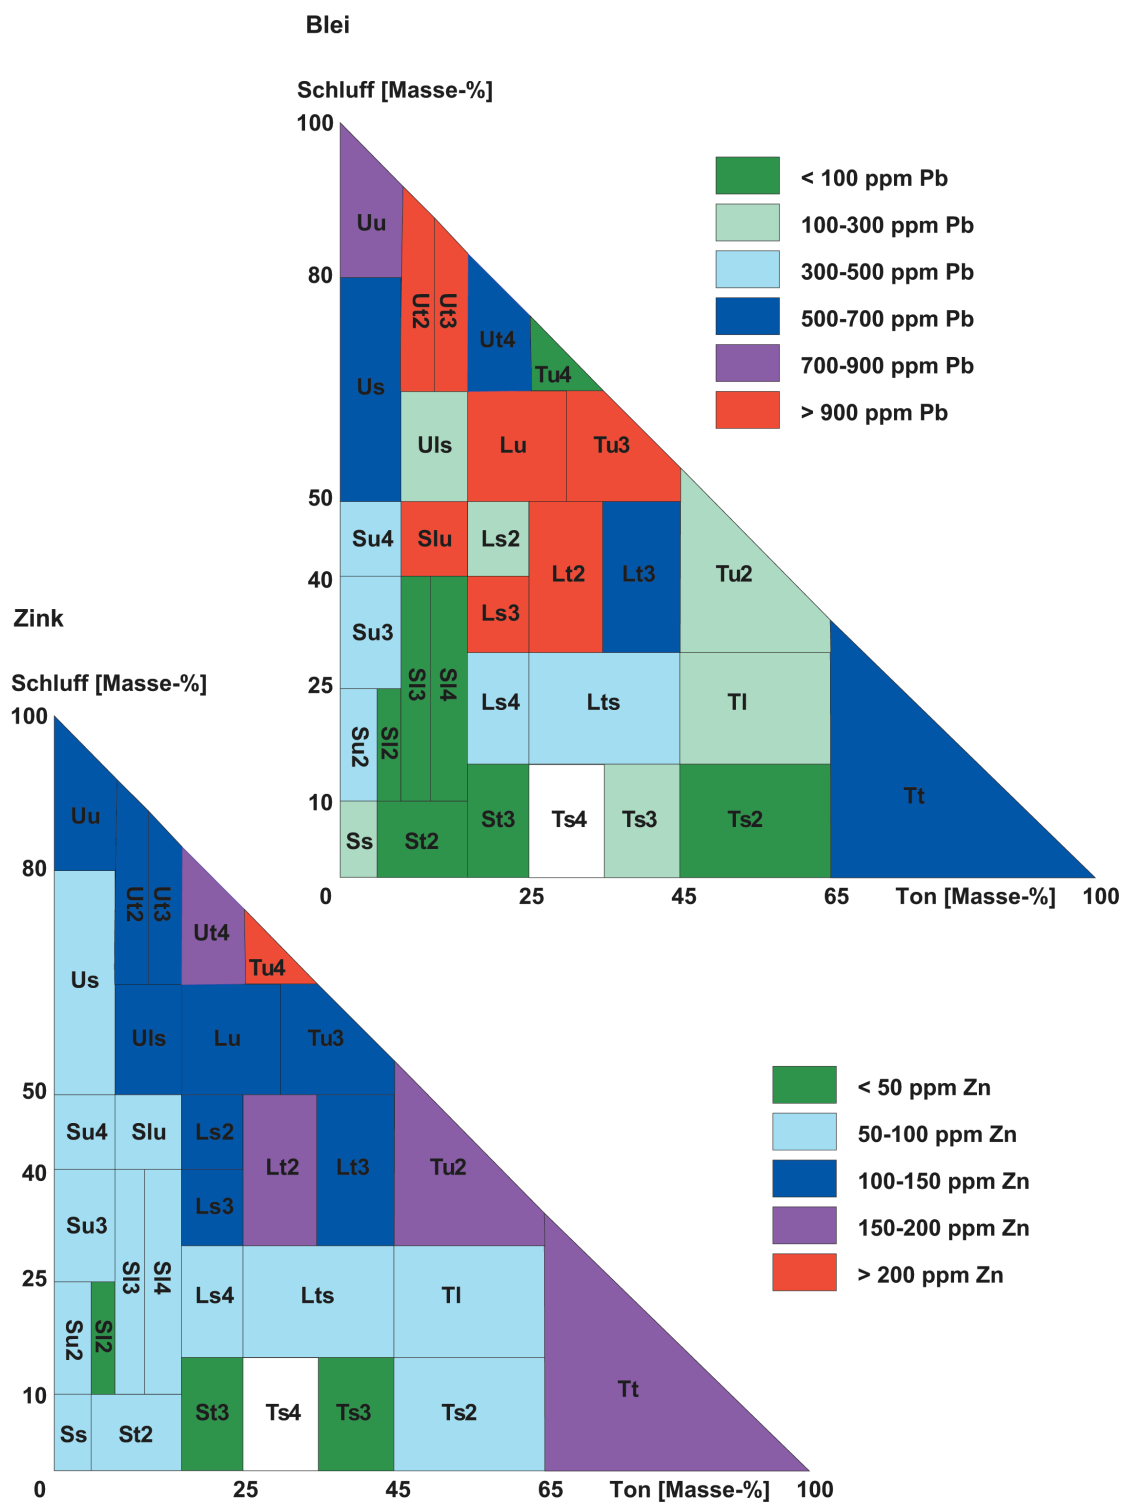 Blei
Schluff [Masse-%]
100
80
50
40
25
10
0
25
45
65
Ton [Masse-%]
100
Uu
Ut2
Ut3
Ut4
Tu4
Us
Uls
Lu
Tu3
Su4
Slu
Ls2
Lt2
Lt3
Tu2
Ls3
Su3
Sl3
Sl4
Ls4
Lts
Tl
Su2
Sl2
Tt
Ss
St2
St3
Ts4
Ts3
Ts2
< 100 ppm Pb
100-300 ppm Pb
300-500 ppm Pb
500-700 ppm Pb
700-900 ppm Pb
> 900 ppm Pb
Zink
Schluff [Masse-%]
100
80
50
40
25
10
0
25
45
65
Ton [Masse-%]
100
Uu
Ut2
Ut3
Ut4
Tu4
Us
Uls
Lu
Tu3
Su4
Slu
Ls2
Lt2
Lt3
Tu2
Ls3
Su3
Sl3
Sl4
Ls4
Lts
Tl
Su2
Sl2
Tt
Ss
St2
St3
Ts4
Ts3
Ts2
< 50 ppm Zn
50-100 ppm Zn
100-150 ppm Zn
150-200 ppm Zn
> 200 ppm Zn